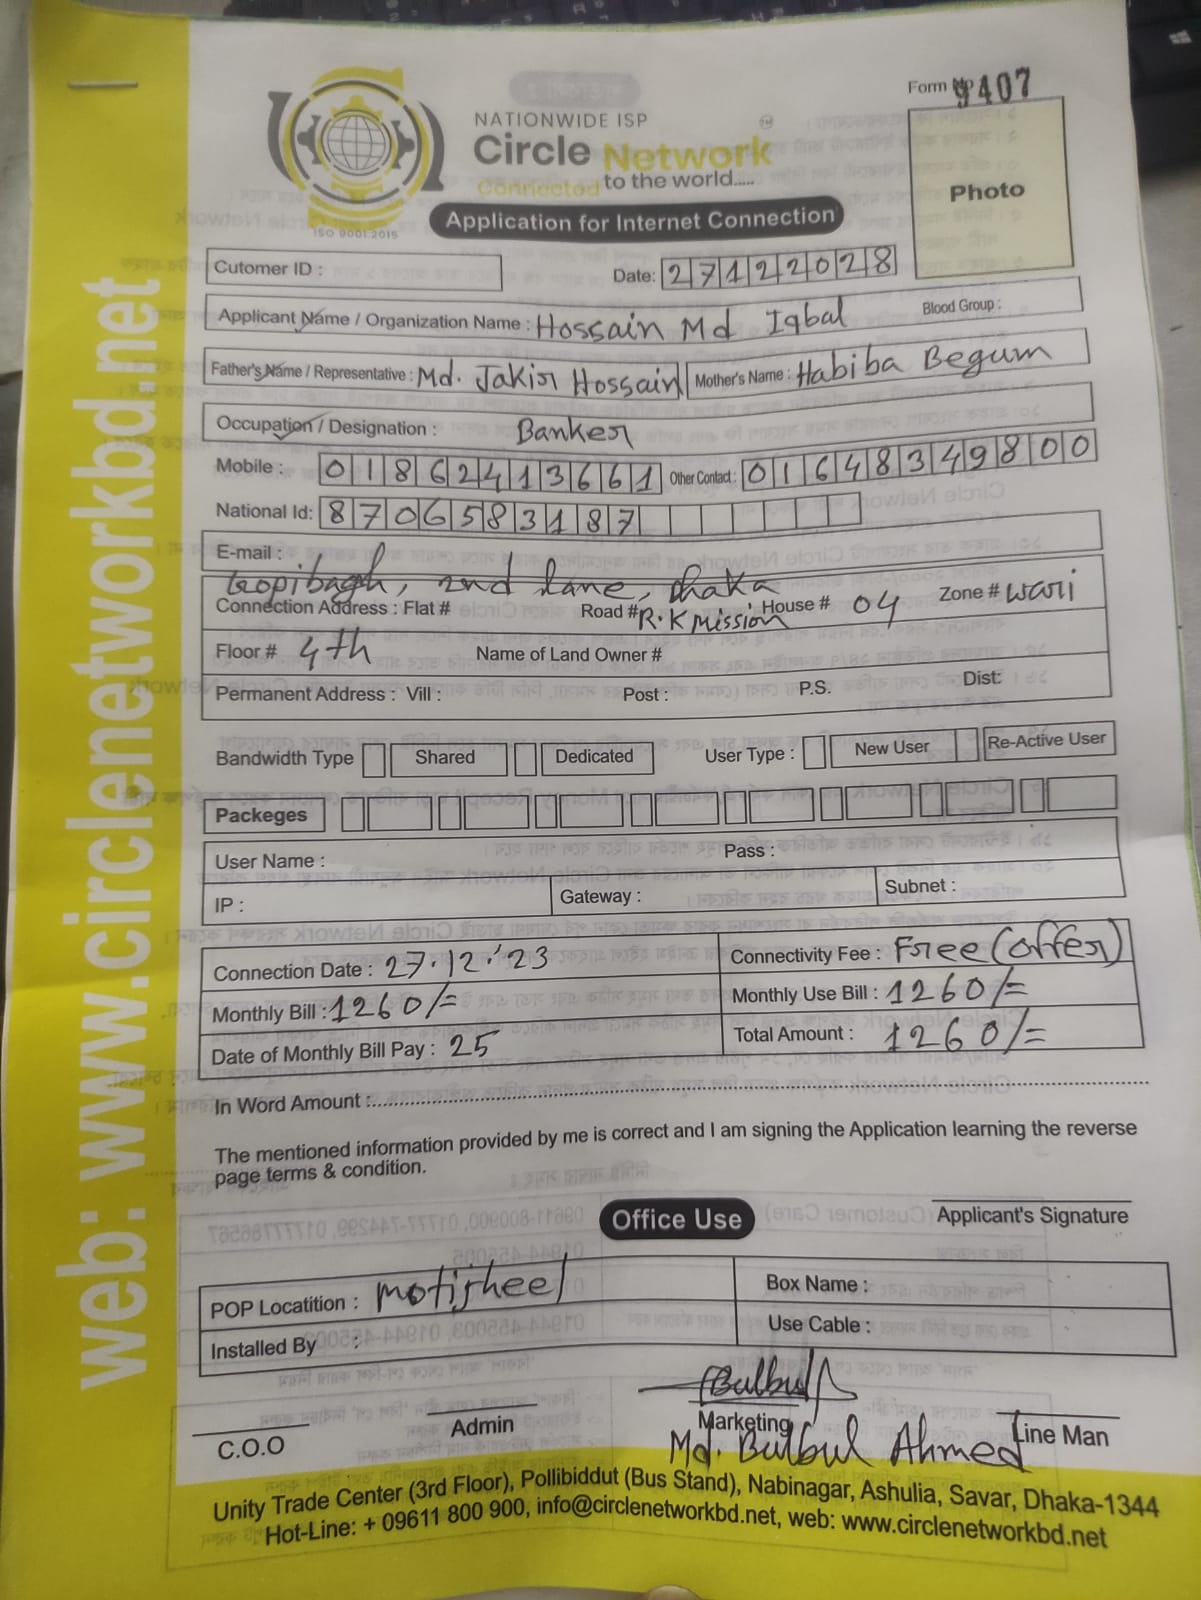 Form No 9407
NATIONWIDE ISP
Circle Network
Connected to the world.....
ISO 9001:2015
Application for Internet Connection
Photo
Cutomer ID :
Date: 27122028
Applicant Name / Organization Name : Hossain Md Iqbal
Blood Group :
Father's Name / Representative : Md. Jakir Hossain
Mother's Name : Habiba Begum
Occupation / Designation : Banker
Mobile : 01862413661 Other Contact : 01648349800
National Id: 8706583187
E-mail :
Gopibagh, 2nd lane, Dhaka
Connection Address : Flat # Road # R.K Mission House # 04 Zone # Wari
Floor # 4th Name of Land Owner #
Permanent Address : Vill : Post : P.S. Dist:
Bandwidth Type Shared Dedicated User Type : New User Re-Active User
Packeges
User Name : Pass :
IP : Gateway : Subnet :
Connection Date : 27.12.'23 Connectivity Fee : Free (offer)
Monthly Bill : 1260/= Monthly Use Bill : 1260/=
Date of Monthly Bill Pay : 25 Total Amount : 1260/=
In Word Amount :
The mentioned information provided by me is correct and I am signing the Application learning the reverse
page terms & condition.
Applicant's Signature
Office Use
POP Locatition : motijheel Box Name :
Installed By : Use Cable :
Bulbul
C.O.O Admin Marketing Line Man
Md. Bulbul Ahmed
Unity Trade Center (3rd Floor), Pollibiddut (Bus Stand), Nabinagar, Ashulia, Savar, Dhaka-1344
Hot-Line: + 09611 800 900, info@circlenetworkbd.net, web: www.circlenetworkbd.net
web: www.circlenetworkbd.net